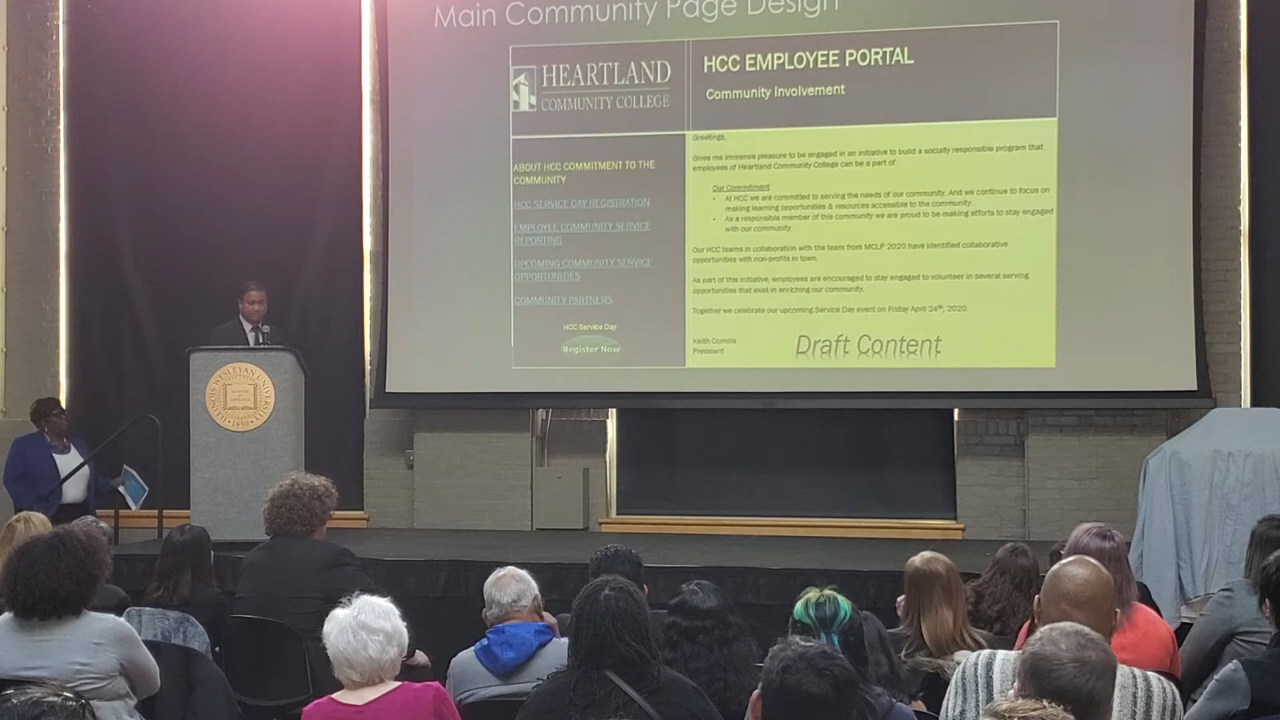 Main Community Page Design
HEARTLAND
COMMUNITY COLLEGE
HCC EMPLOYEE PORTAL
Community Involvement
ABOUT HCC COMMITMENT TO THE
COMMUNITY
HCC SERVICE DAY REGISTRATION
EMPLOYEE COMMUNITY SERVICE
REPORTING
UPCOMING COMMUNITY SERVICE
OPPORTUNITIES
COMMUNITY PARTNERS
HCC Service Day
Register Now
Greetings,
Gives me immense pleasure to be engaged in an initiative to build a socially responsible program that
employees of Heartland Community College can be a part of.
Our Commitment
• At HCC we are committed to serving the needs of our community. And we continue to focus on
making learning opportunities & resources accessible to the community.
• As a responsible member of this community we are proud to be making efforts to stay engaged
with our community.
Our HCC teams in collaboration with the team from MCLP 2020 have identified collaborative
opportunities with non-profits in town.
As part of this initiative, employees are encouraged to stay engaged to volunteer in several serving
opportunities that exist in enriching our community.
Together we celebrate our upcoming Service Day event on Friday April 24th, 2020.
Keith Cornille
President
Draft Content
ILLINOIS WESLEYAN UNIVERSITY
• 1850 •